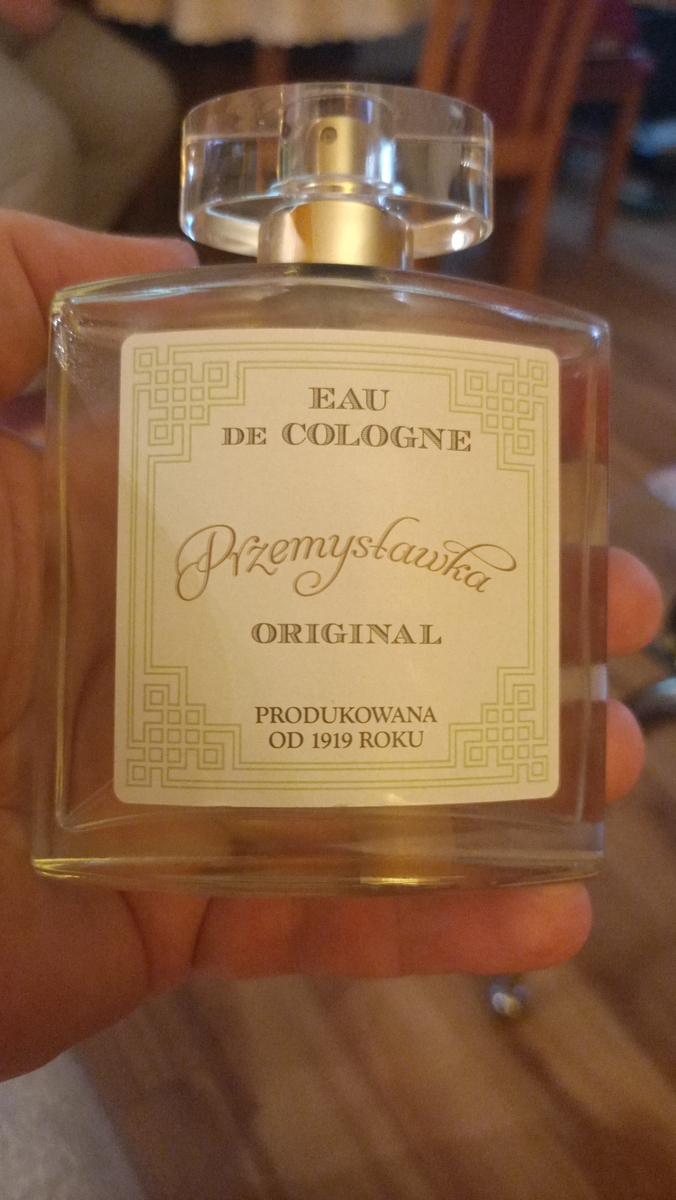 EAU
DE COLOGNE
Przemysławka
ORIGINAL
PRODUKOWANA
OD 1919 ROKU